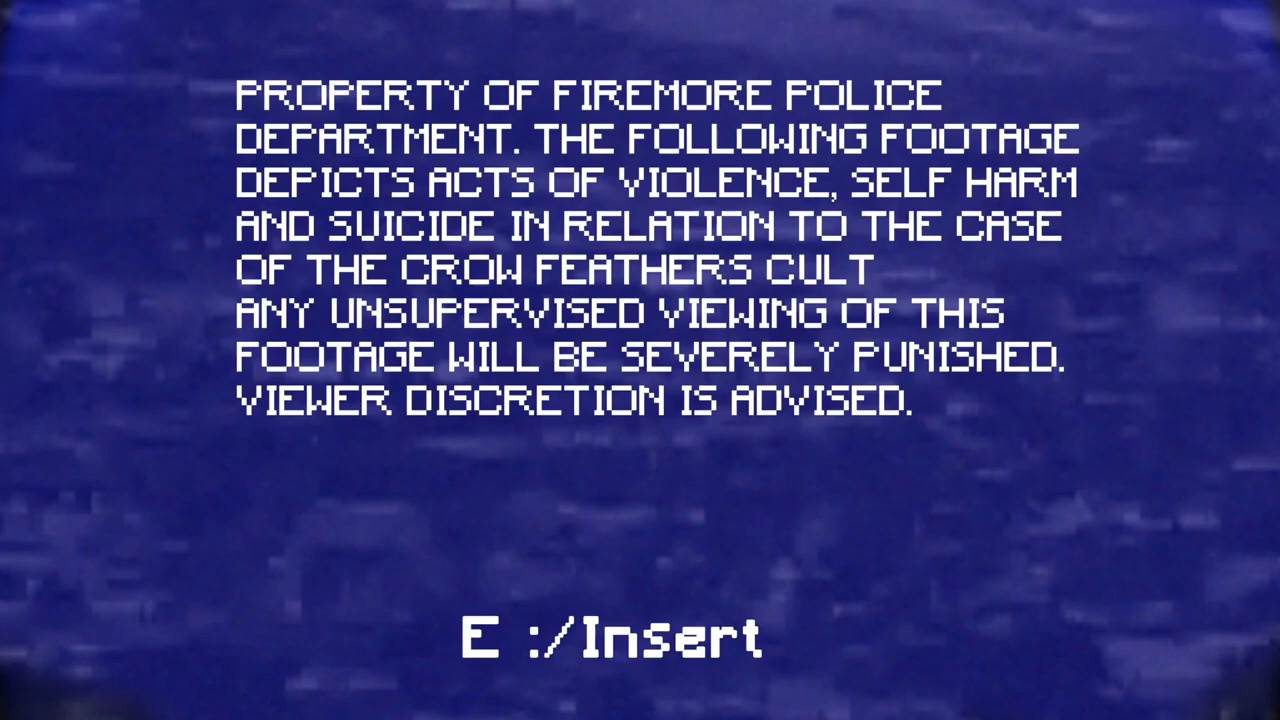 PROPERTY OF FIREMORE POLICE
DEPARTMENT. THE FOLLOWING FOOTAGE
DEPICTS ACTS OF VIOLENCE, SELF HARM
AND SUICIDE IN RELATION TO THE CASE
OF THE CROW FEATHERS CULT
ANY UNSUPERVISED VIEWING OF THIS
FOOTAGE WILL BE SEVERELY PUNISHED.
VIEWER DISCRETION IS ADVISED.
E :/Insert